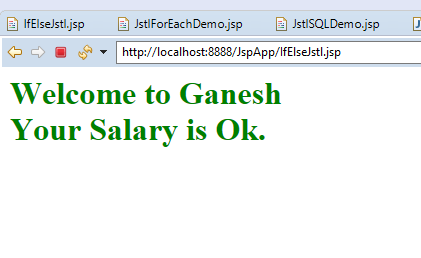 IfElseJstl.jsp JstlForEachDemo.jsp JstlSQLDemo.jsp
http://localhost:8888/JspApp/IfElseJstl.jsp
Welcome to Ganesh
Your Salary is Ok.